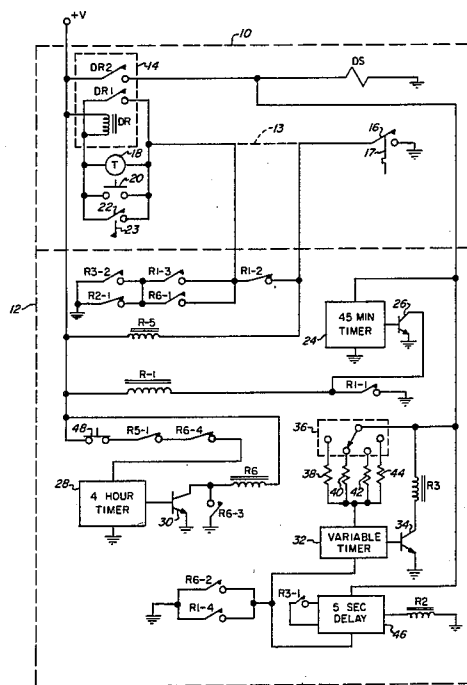 +V
10
DR2
14
DS
DR1
DR
13
16
17
18
T
20
22
23
12
R3-2
R1-3
R1-2
R2-1
R6-1
R-5
45 MIN
TIMER
24
26
R-1
R1-1
48
R5-1
R6-4
36
R6
28
4 HOUR
TIMER
30
R6-3
38
40
42
44
R3
32
VARIABLE
TIMER
34
R6-2
R1-4
R3-1
5 SEC
DELAY
46
R2